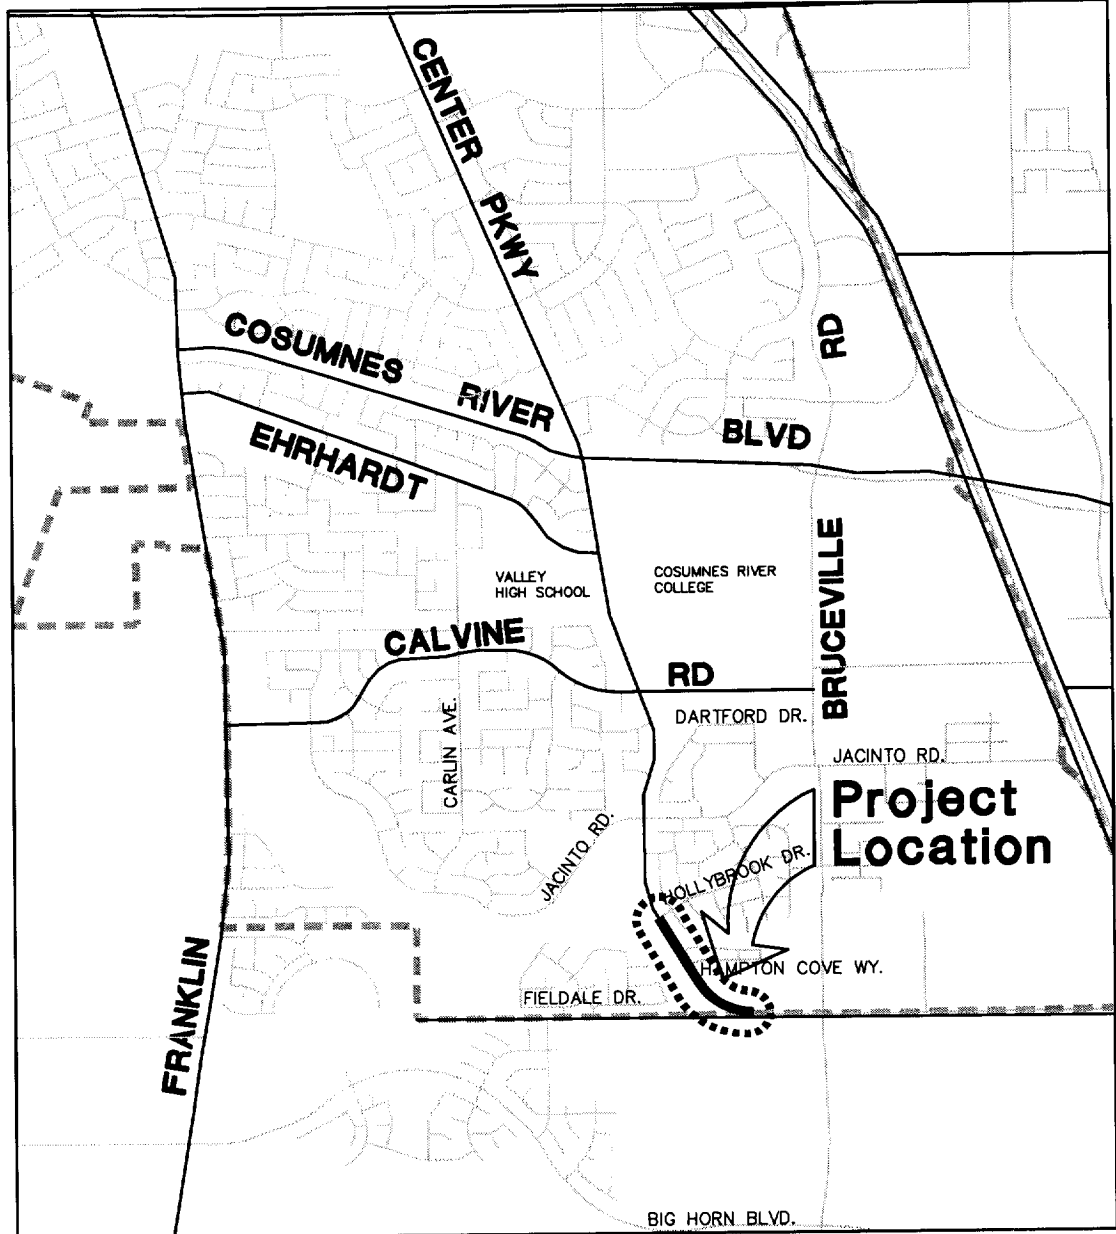 CENTER PKWY
COSUMNES RIVER BLVD
RD
EHRHARDT
VALLEY
HIGH SCHOOL
COSUMNES RIVER
COLLEGE
BRUCEVILLE
CALVINE RD
DARTFORD DR.
CARLIN AVE.
JACINTO RD.
Project
Location
JACINTO RD.
HOLLYBROOK DR.
HAMPTON COVE WY.
FIELDALE DR.
FRANKLIN
BIG HORN BLVD.